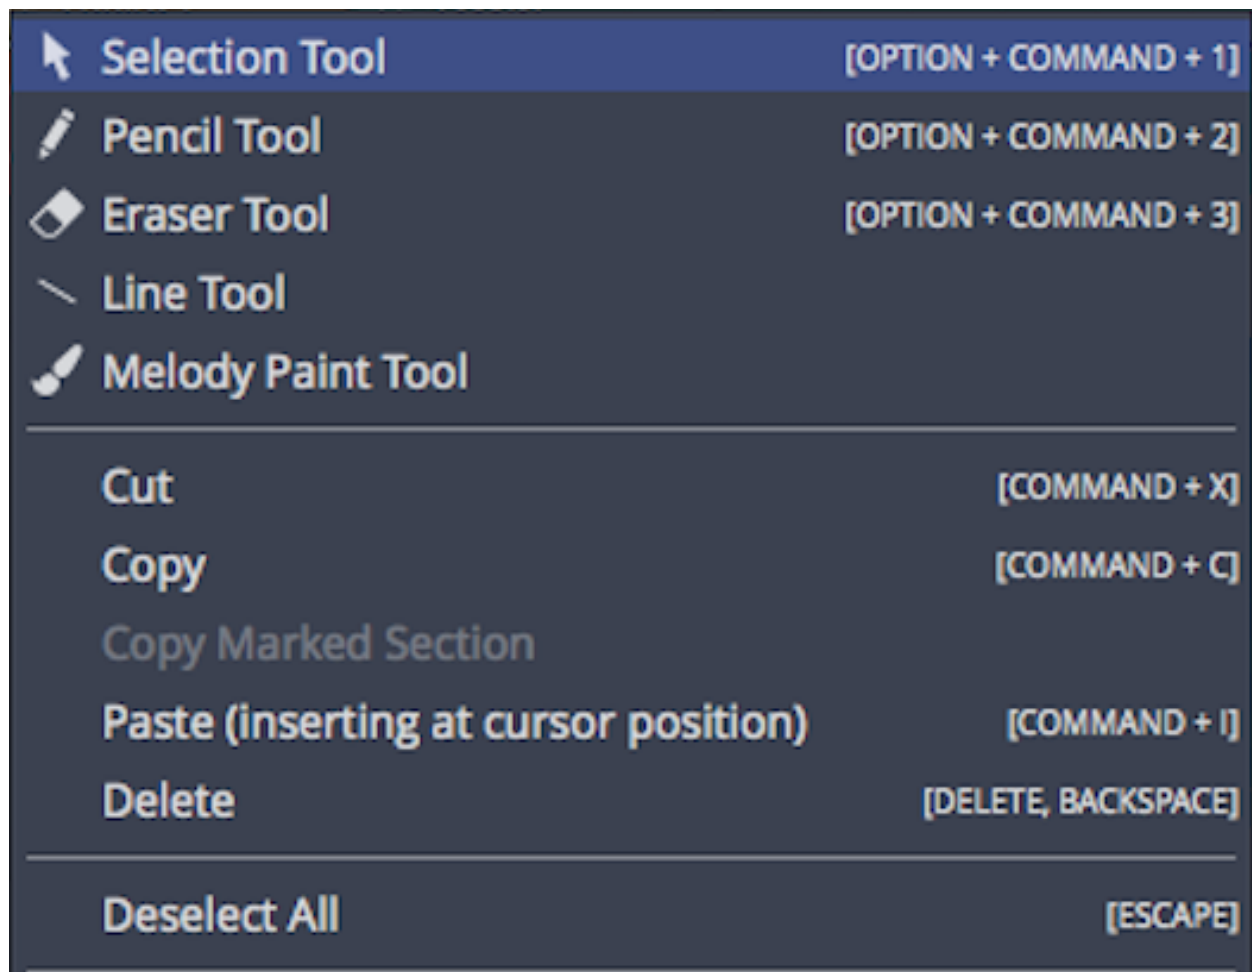 Selection Tool [OPTION + COMMAND + 1]
Pencil Tool [OPTION + COMMAND + 2]
Eraser Tool [OPTION + COMMAND + 3]
Line Tool
Melody Paint Tool
Cut [COMMAND + X]
Copy [COMMAND + C]
Copy Marked Section
Paste (inserting at cursor position) [COMMAND + I]
Delete [DELETE, BACKSPACE]
Deselect All [ESCAPE]